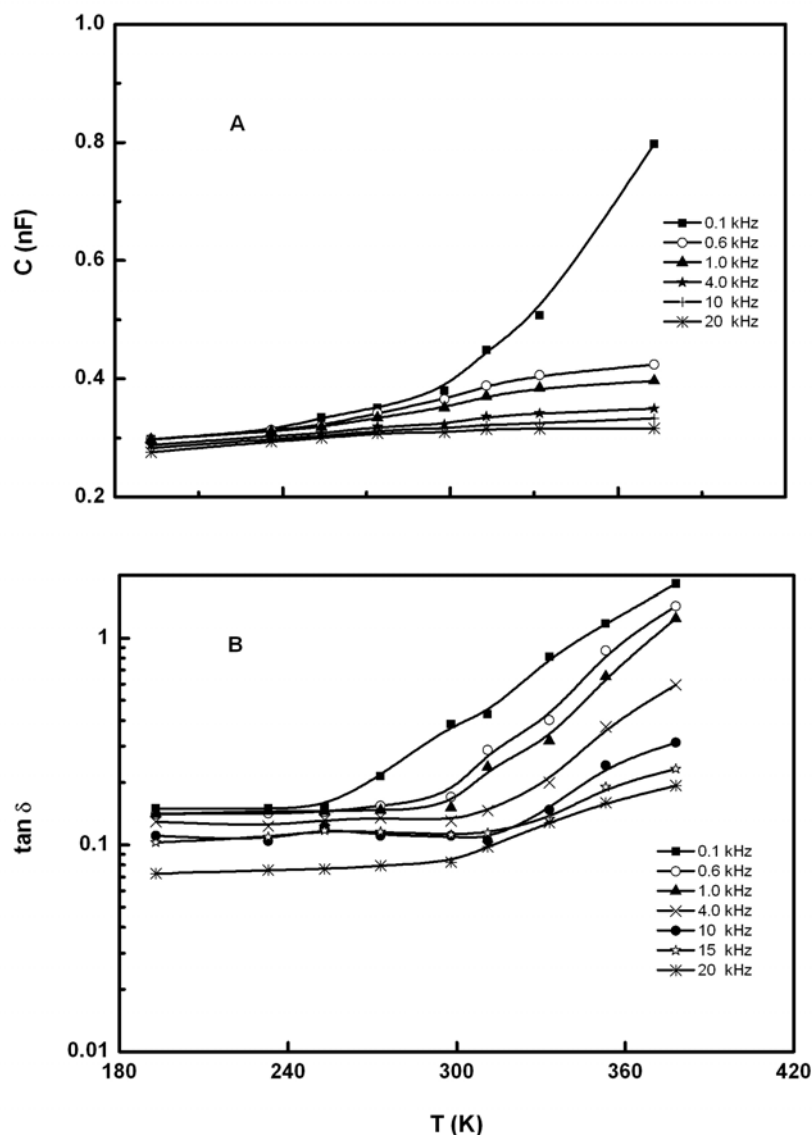 1.0
A
0.8
C (nF)
0.6
0.1 kHz
0.6 kHz
1.0 kHz
4.0 kHz
10 kHz
20 kHz
0.4
0.2
1
B
tan δ
0.1
0.1 kHz
0.6 kHz
1.0 kHz
4.0 kHz
10 kHz
15 kHz
20 kHz
0.01
180 240 300 360 420
T (K)